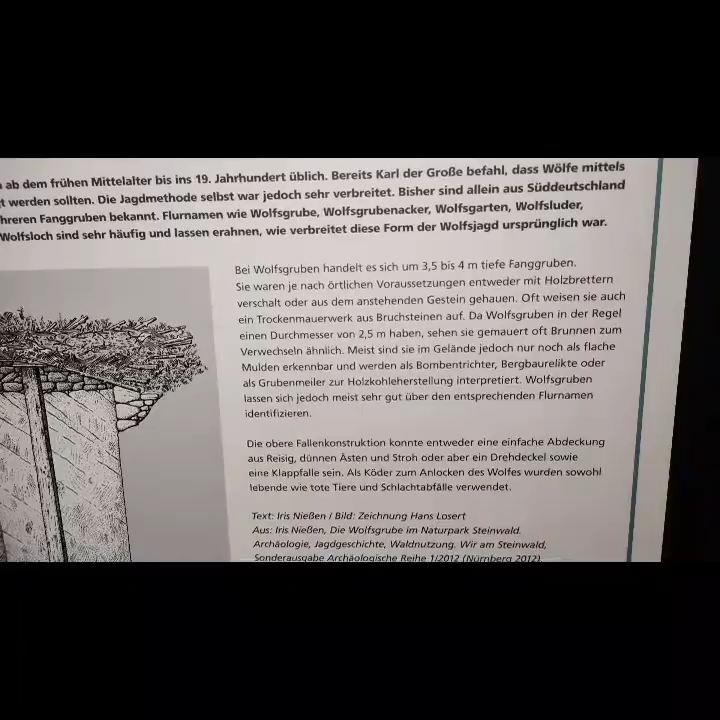 ab dem frühen Mittelalter bis ins 19. Jahrhundert üblich. Bereits Karl der Große befahl, dass Wölfe mittels
werden sollten. Die Jagdmethode selbst war jedoch sehr verbreitet. Bisher sind allein aus Süddeutschland
hreren Fanggruben bekannt. Flurnamen wie Wolfsgrube, Wolfsgrubenacker, Wolfsgarten, Wolfsluder,
Wolfsloch sind sehr häufig und lassen erahnen, wie verbreitet diese Form der Wolfsjagd ursprünglich war.
Bei Wolfsgruben handelt es sich um 3,5 bis 4 m tiefe Fanggruben.
Sie waren je nach örtlichen Voraussetzungen entweder mit Holzbrettern
verschalt oder aus dem anstehenden Gestein gehauen. Oft weisen sie auch
ein Trockenmauerwerk aus Bruchsteinen auf. Da Wolfsgruben in der Regel
einen Durchmesser von 2,5 m haben, sehen sie gemauert oft Brunnen zum
Verwechseln ähnlich. Meist sind sie im Gelände jedoch nur noch als flache
Mulden erkennbar und werden als Bombentrichter, Bergbaurelikte oder
als Grubenmeiler zur Holzkohleherstellung interpretiert. Wolfsgruben
lassen sich jedoch meist sehr gut über den entsprechenden Flurnamen
identifizieren.
Die obere Fallenkonstruktion konnte entweder eine einfache Abdeckung
aus Reisig, dünnen Ästen und Stroh oder aber ein Drehdeckel sowie
eine Klappfalle sein. Als Köder zum Anlocken des Wolfes wurden sowohl
lebende wie tote Tiere und Schlachtabfälle verwendet.
Text: Iris Nießen / Bild: Zeichnung Hans Losert
Aus: Iris Nießen, Die Wolfsgrube im Naturpark Steinwald.
Archäologie, Jagdgeschichte, Waldnutzung. Wir am Steinwald,
Sonderausgabe Archäologische Reihe 1/2012 (Nürnberg 2012).